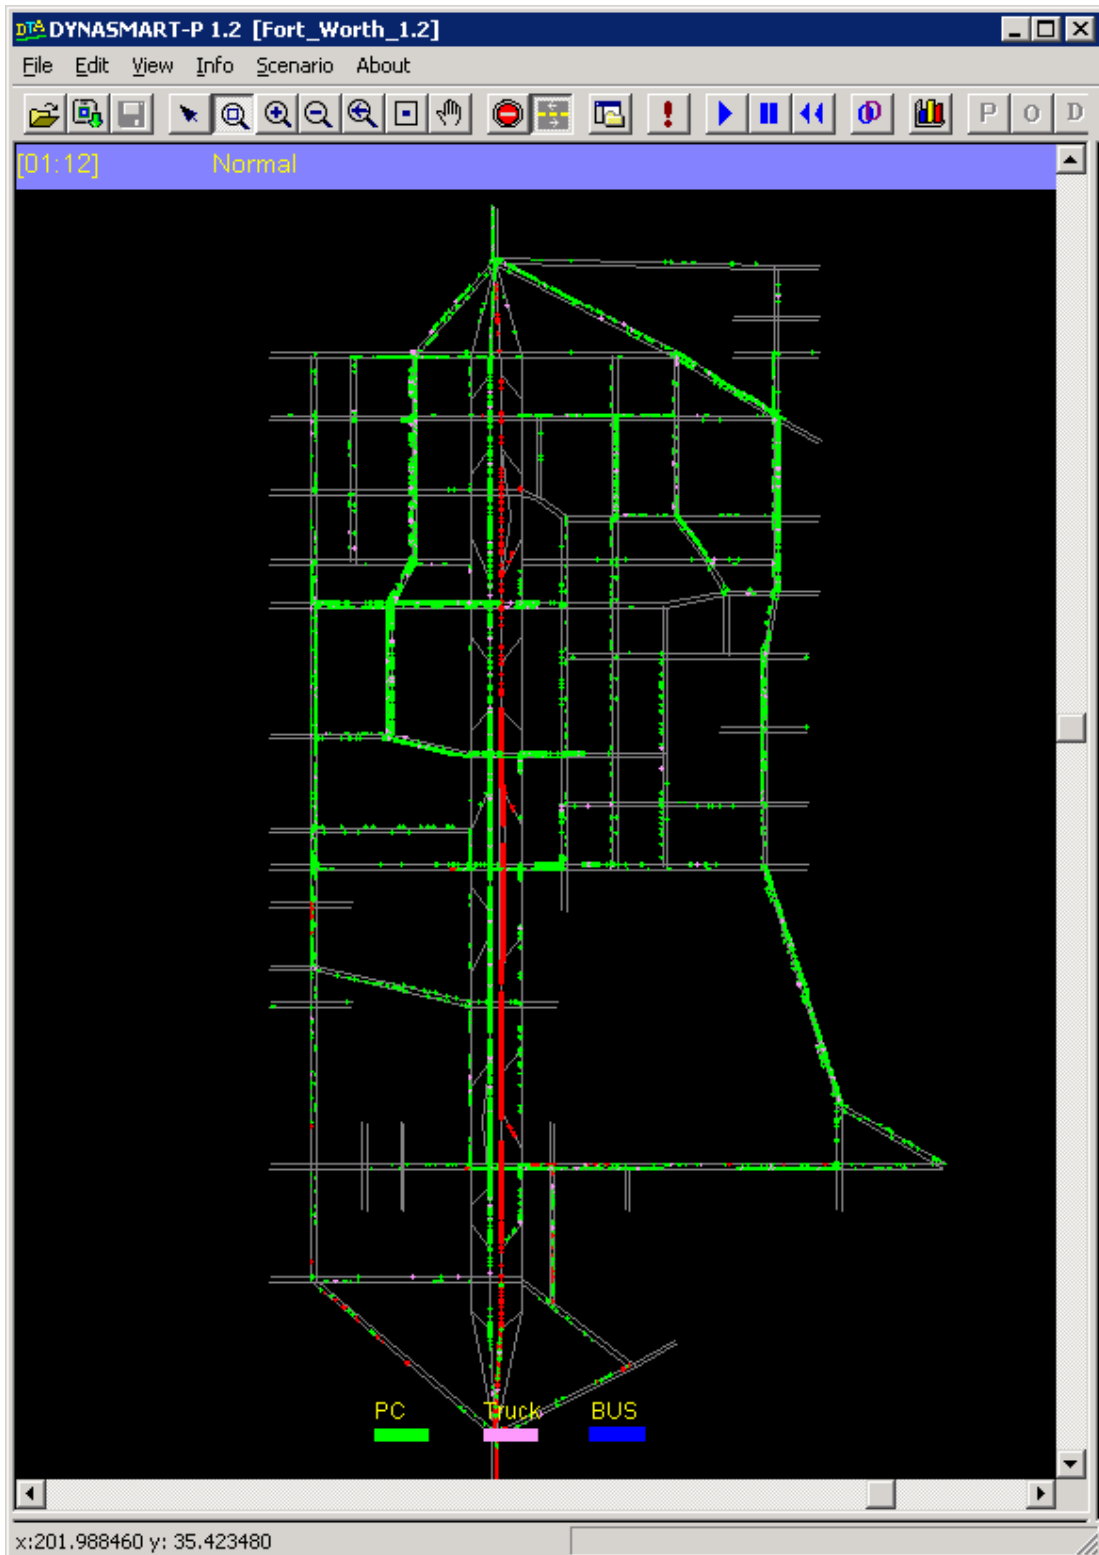 DTA DYNASMART-P 1.2 [Fort_Worth_1.2]
File Edit View Info Scenario About
P O D
[01:12] Normal
PC Truck BUS
x:201.988460 y: 35.423480